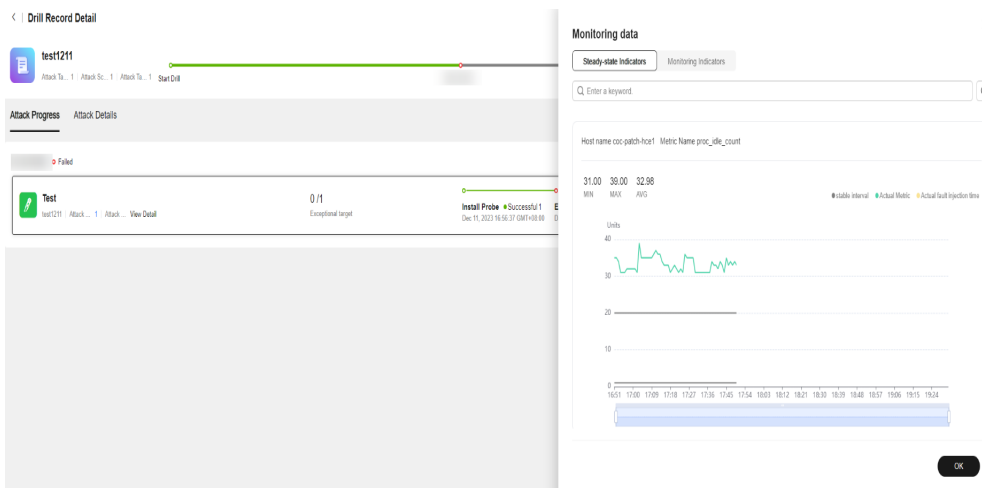 Drill Record Detail
test1211
Attack Ta... 1 | Attack Sc... 1 | Attack Ta... 1
Start Drill
Attack Progress
Attack Details
Failed
Test
test1211 | Attack ... 1 | Attack ... View Detail
0 /1
Exceptional target
Install Probe Successful 1
Dec 11, 2023 16:56:37 GMT+08:00
Monitoring data
Steady-state Indicators
Monitoring Indicators
Enter a keyword.
Host name coc-patch-hce1 Metric Name proc_idle_count
31.00 39.00 32.98
MIN MAX AVG
stable interval Actual Metric Actual fault injection time
Units
40
30
20
10
0
16:51 17:00 17:09 17:18 17:27 17:36 17:45 17:54 18:03 18:12 18:21 18:30 18:39 18:48 18:57 19:06 19:15 19:24
OK